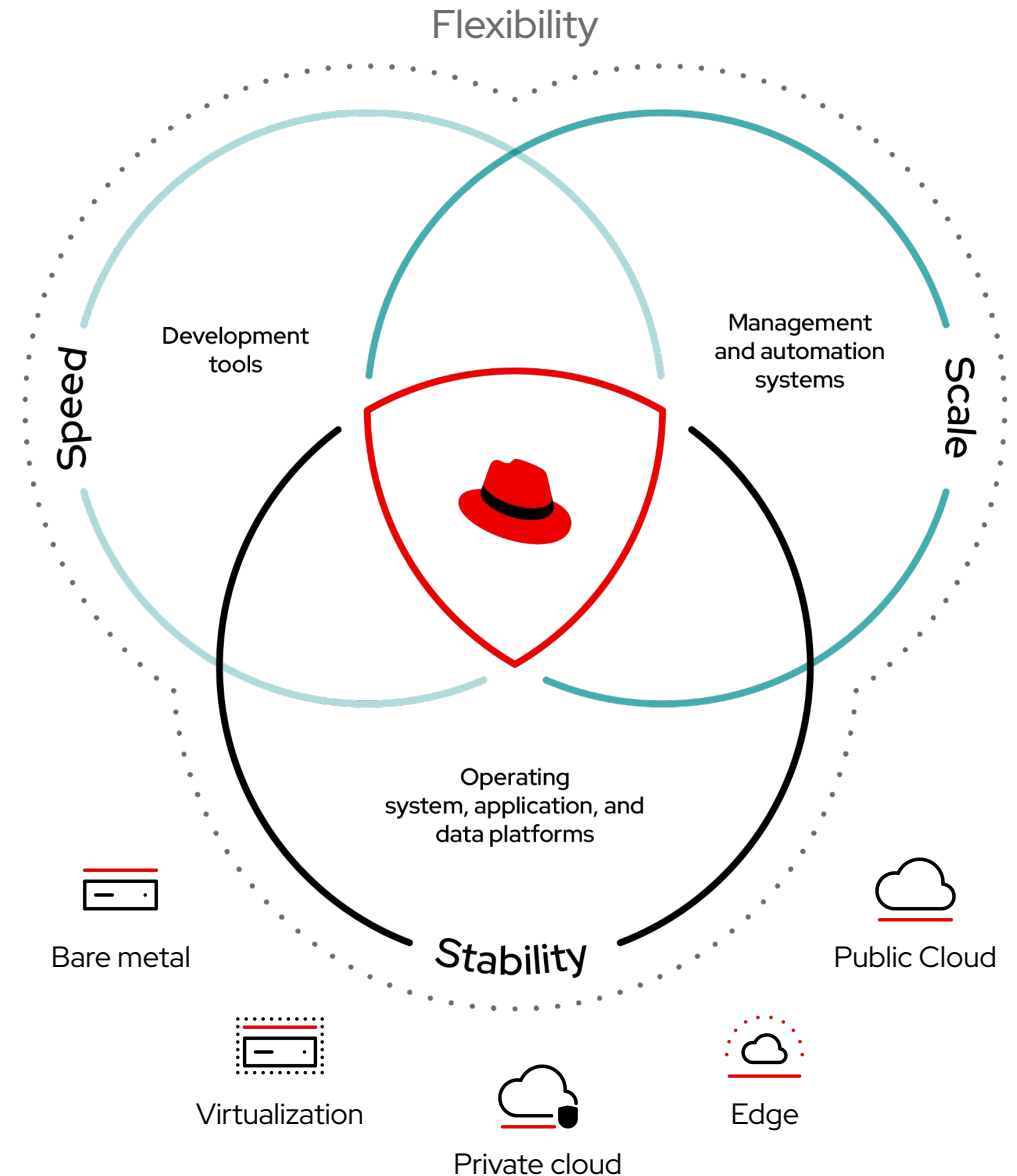 Flexibility
Development
tools
Management
and automation
systems
Speed
Scale
Operating
system, application, and
data platforms
Stability
Bare metal
Public Cloud
Virtualization
Edge
Private cloud